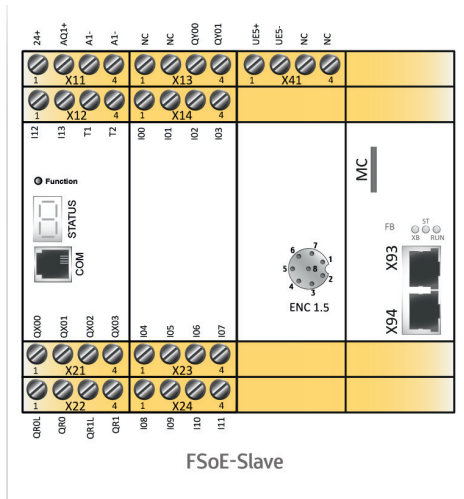 24+ AQ1+ A1- A1- NC NC QY00 QY01 UE5+ UE5- NC NC
1 X11 4 1 X13 4 1 X41 4
1 X12 4 1 X14 4
I12 I13 T1 T2 I00 I01 I02 I03
MC
Function
STATUS
FB ST
XB RUN
COM
X93
X94
7
6 1
5 8
4 2
3
ENC 1.5
QX00 QX01 QX02 QX03 I04 I05 I06 I07
1 X21 4 1 X23 4
1 X22 4 1 X24 4
QR0L QR0 QR1L QR1 I08 I09 I10 I11
FSoE-Slave